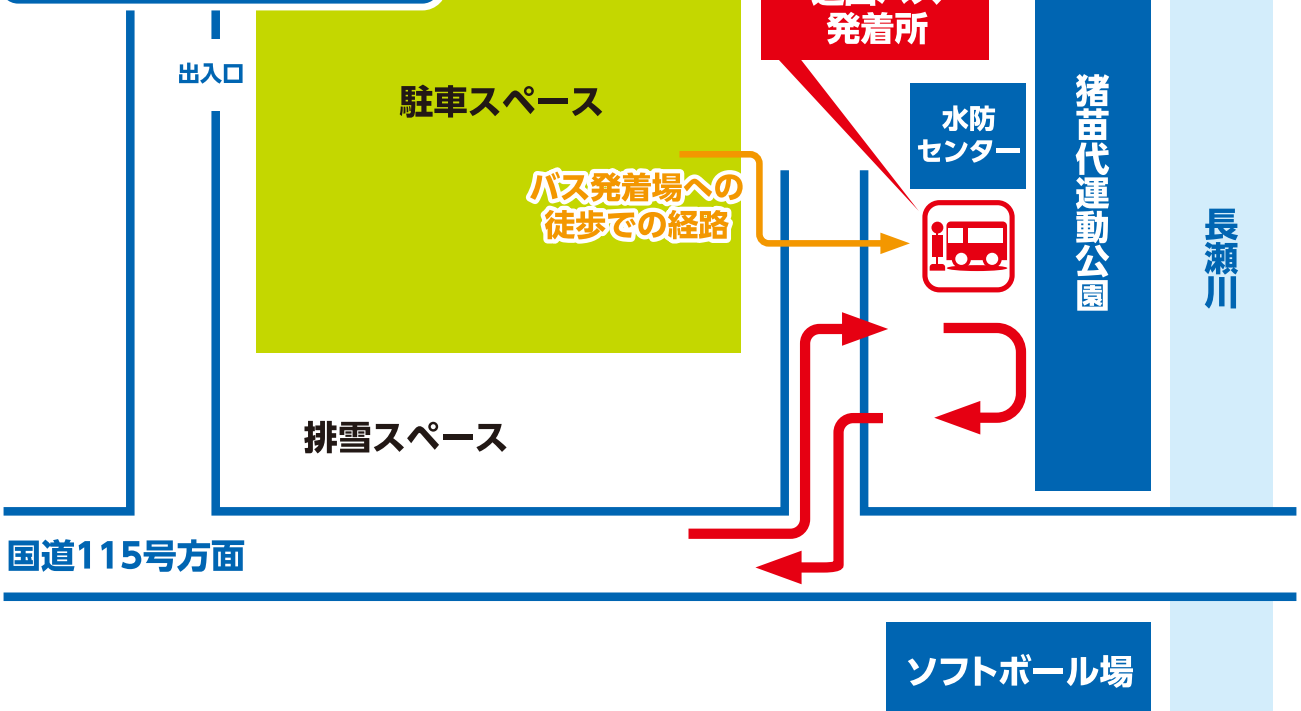 発着所
出入口
駐車スペース
水防
センター
猪苗代運動公園
バス発着場への
徒歩での経路
長瀬川
排雪スペース
国道115号方面
ソフトボール場